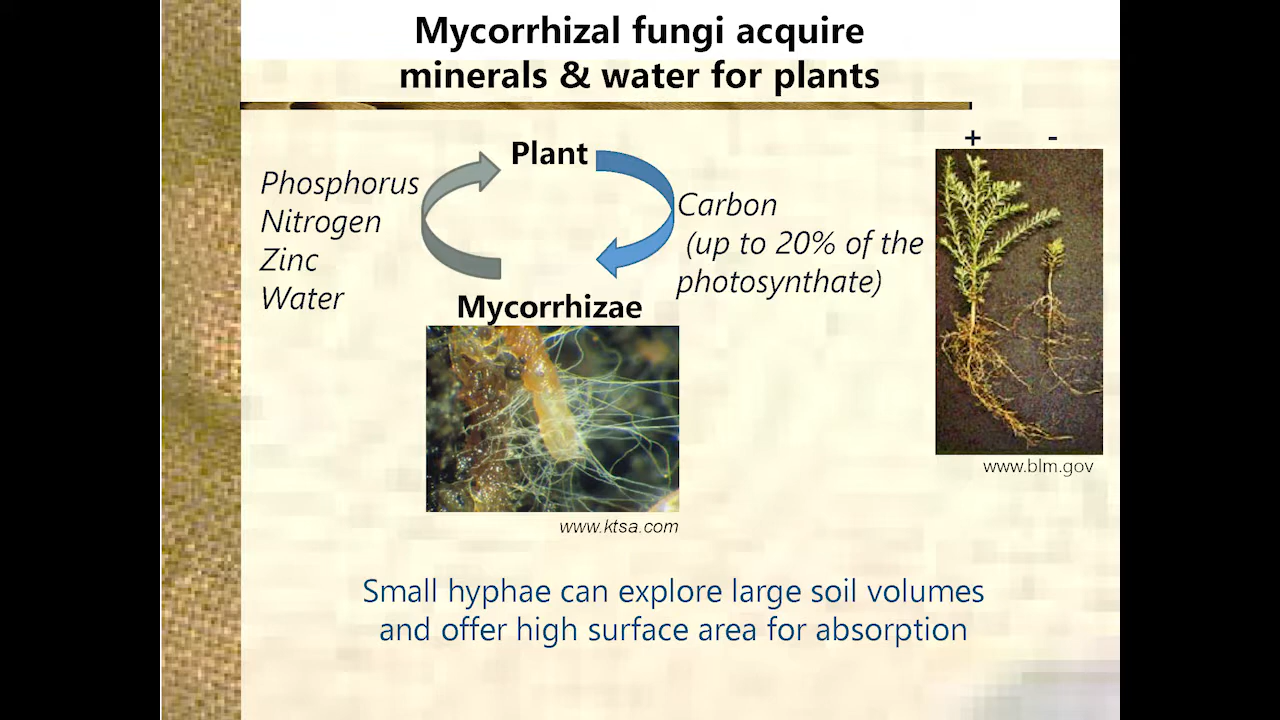 Mycorrhizal fungi acquire
minerals & water for plants
+ -
Plant
Phosphorus
Nitrogen
Zinc
Water
Carbon
(up to 20% of the
photosynthate)
Mycorrhizae
www.blm.gov
www.ktsa.com
Small hyphae can explore large soil volumes
and offer high surface area for absorption